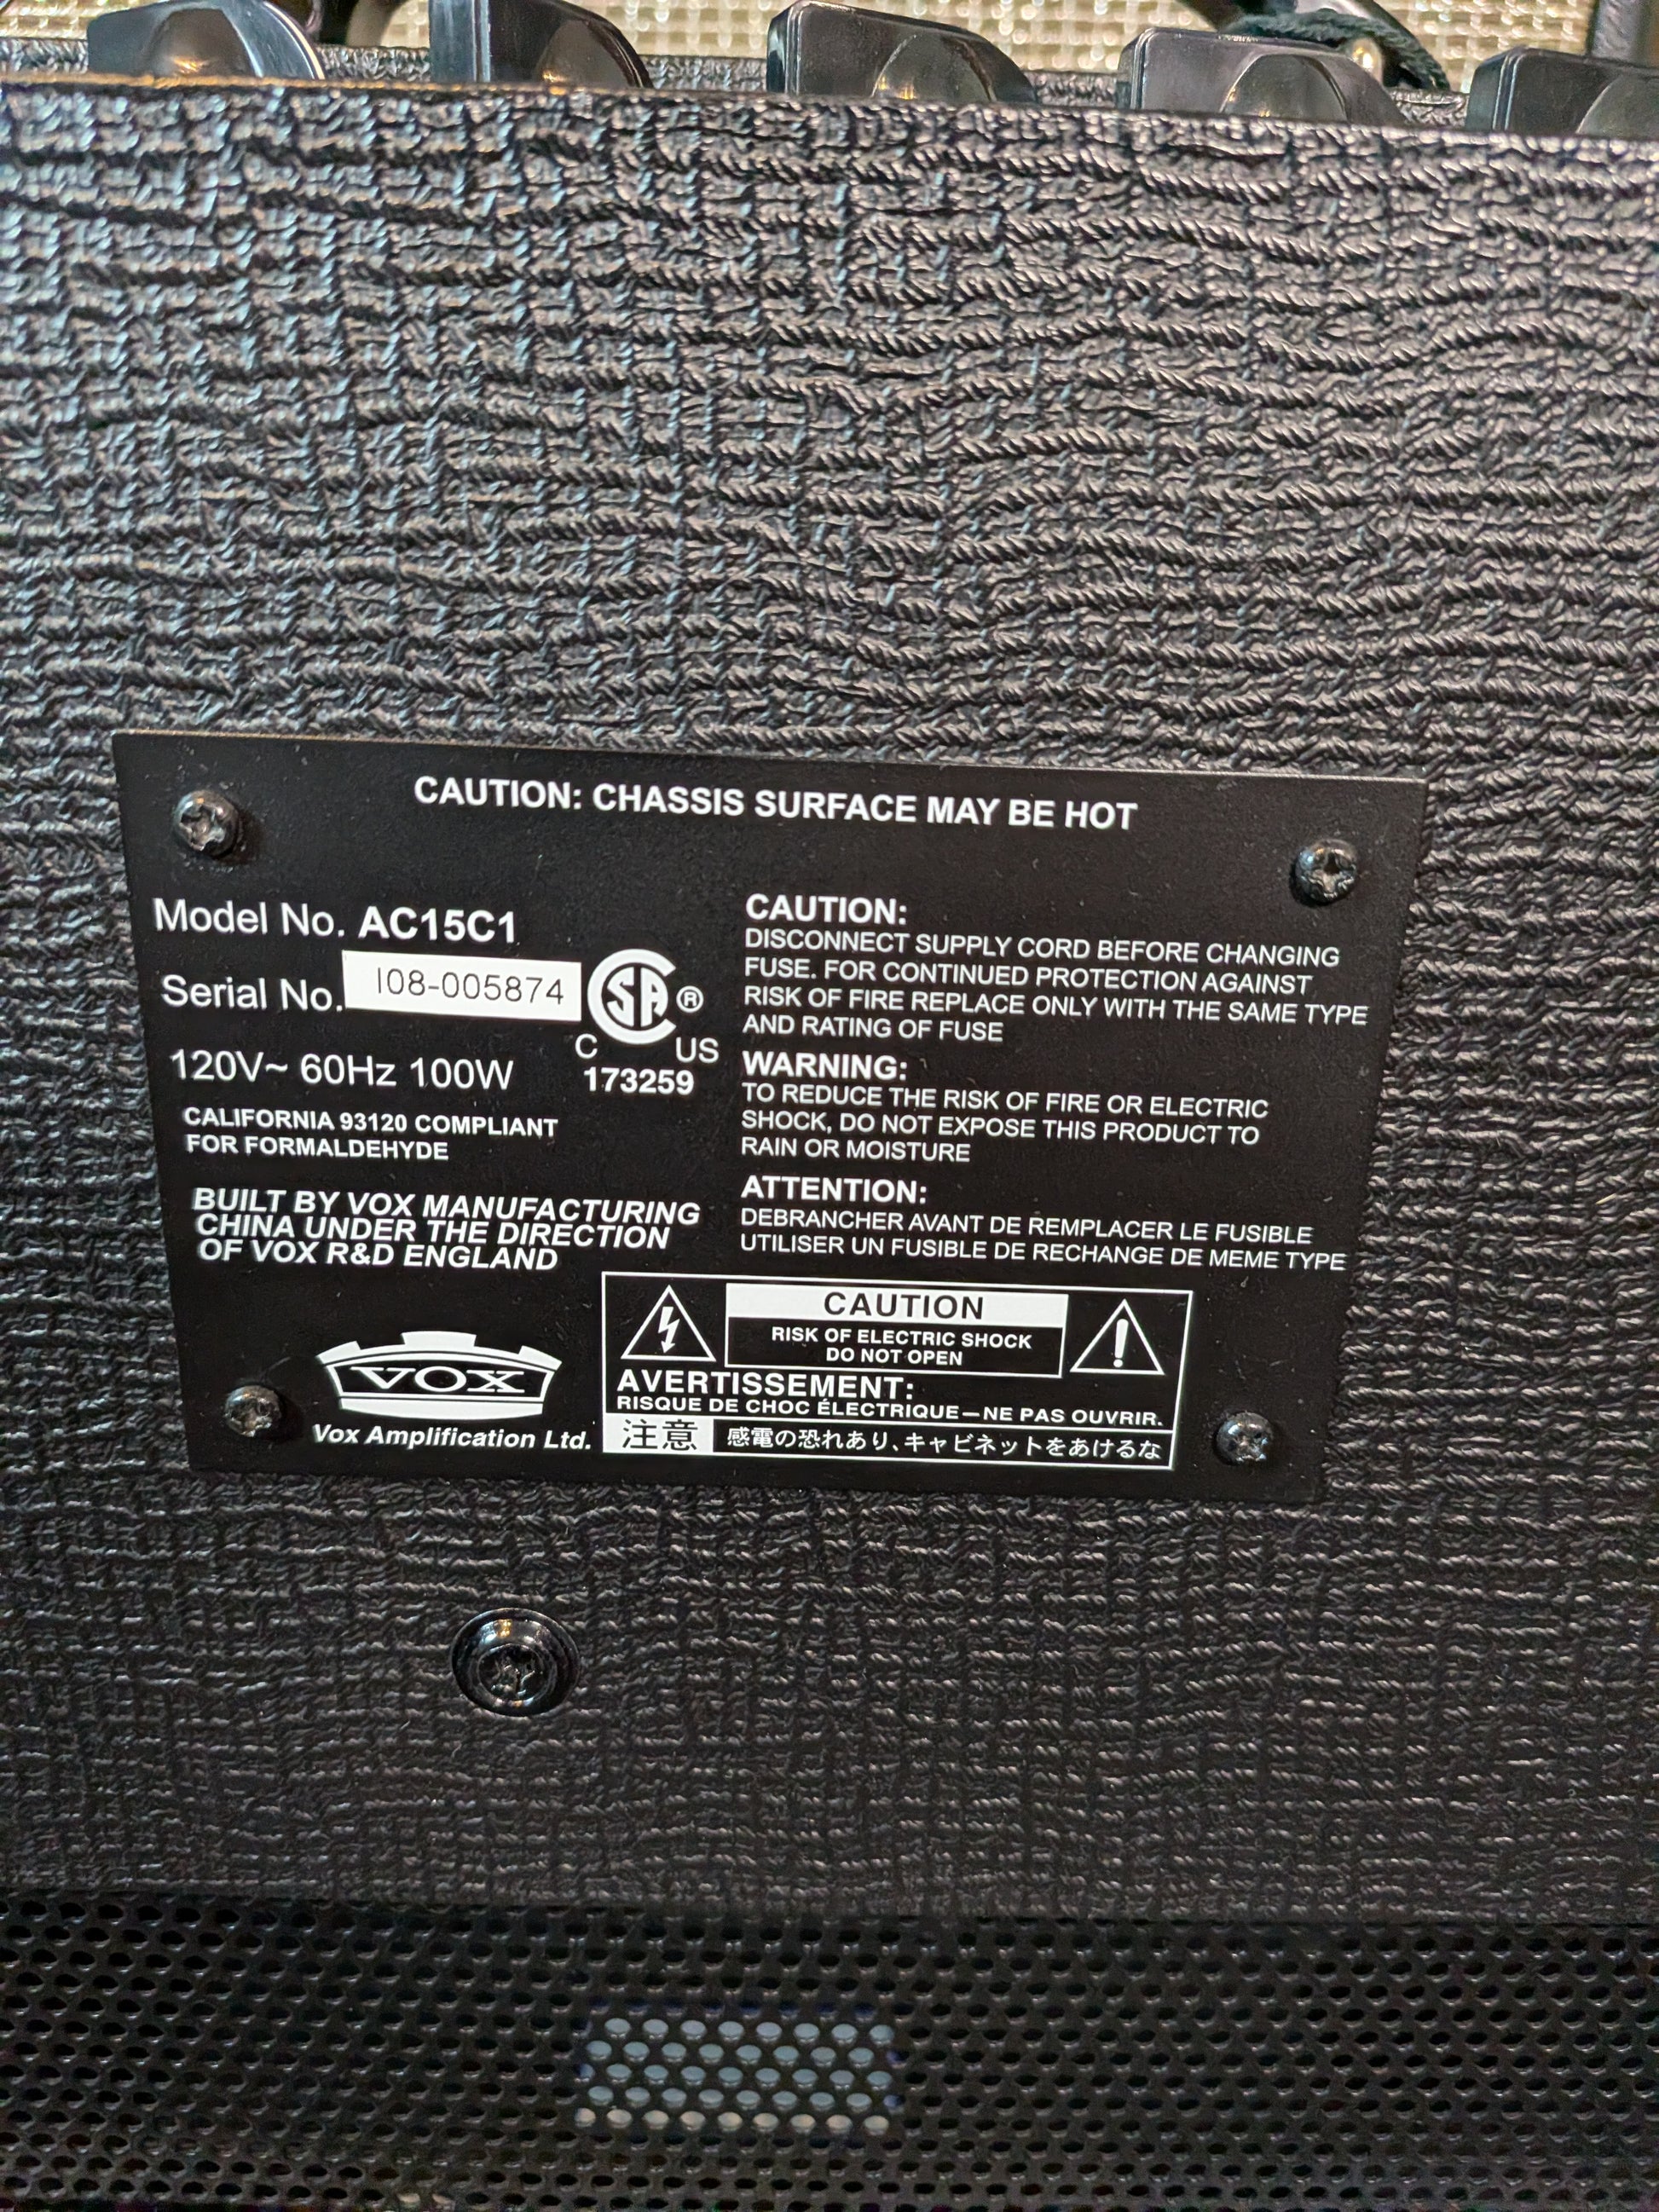 CAUTION: CHASSIS SURFACE MAY BE HOT
Model No. AC15C1
Serial No. I08-005874
SA ®
C US
173259
120V~ 60Hz 100W
CALIFORNIA 93120 COMPLIANT
FOR FORMALDEHYDE
BUILT BY VOX MANUFACTURING
CHINA UNDER THE DIRECTION
OF VOX R&D ENGLAND
VOX
Vox Amplification Ltd.
CAUTION:
DISCONNECT SUPPLY CORD BEFORE CHANGING
FUSE. FOR CONTINUED PROTECTION AGAINST
RISK OF FIRE REPLACE ONLY WITH THE SAME TYPE
AND RATING OF FUSE
WARNING:
TO REDUCE THE RISK OF FIRE OR ELECTRIC
SHOCK, DO NOT EXPOSE THIS PRODUCT TO
RAIN OR MOISTURE
ATTENTION:
DEBRANCHER AVANT DE REMPLACER LE FUSIBLE
UTILISER UN FUSIBLE DE RECHANGE DE MEME TYPE
CAUTION
RISK OF ELECTRIC SHOCK
DO NOT OPEN
AVERTISSEMENT:
RISQUE DE CHOC ÉLECTRIQUE—NE PAS OUVRIR.
注意 感電の恐れあり、キャビネットをあけるな